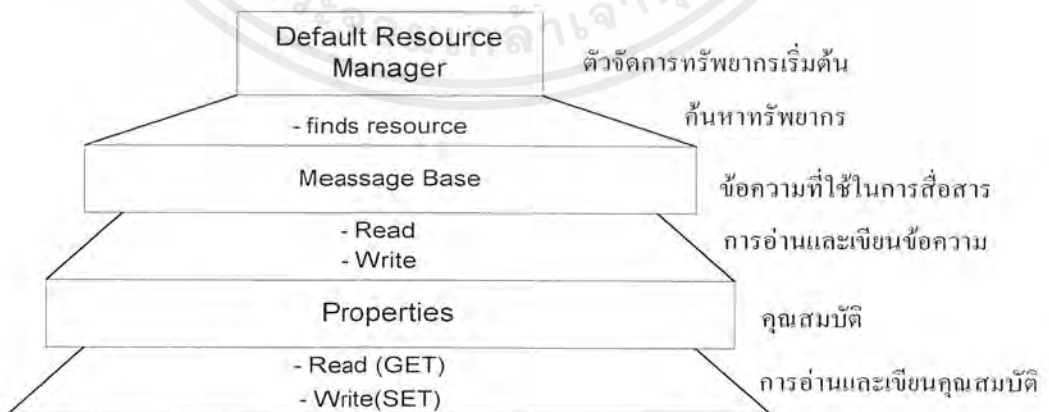 Default Resource
Manager
ตัวจัดการทรัพยากรเริ่มต้น
- finds resource
ค้นหาทรัพยากร
Meassage Base
ข้อความที่ใช้ในการสื่อสาร
- Read
- Write
การอ่านและเขียนข้อความ
Properties
คุณสมบัติ
- Read (GET)
- Write(SET)
การอ่านและเขียนคุณสมบัติ